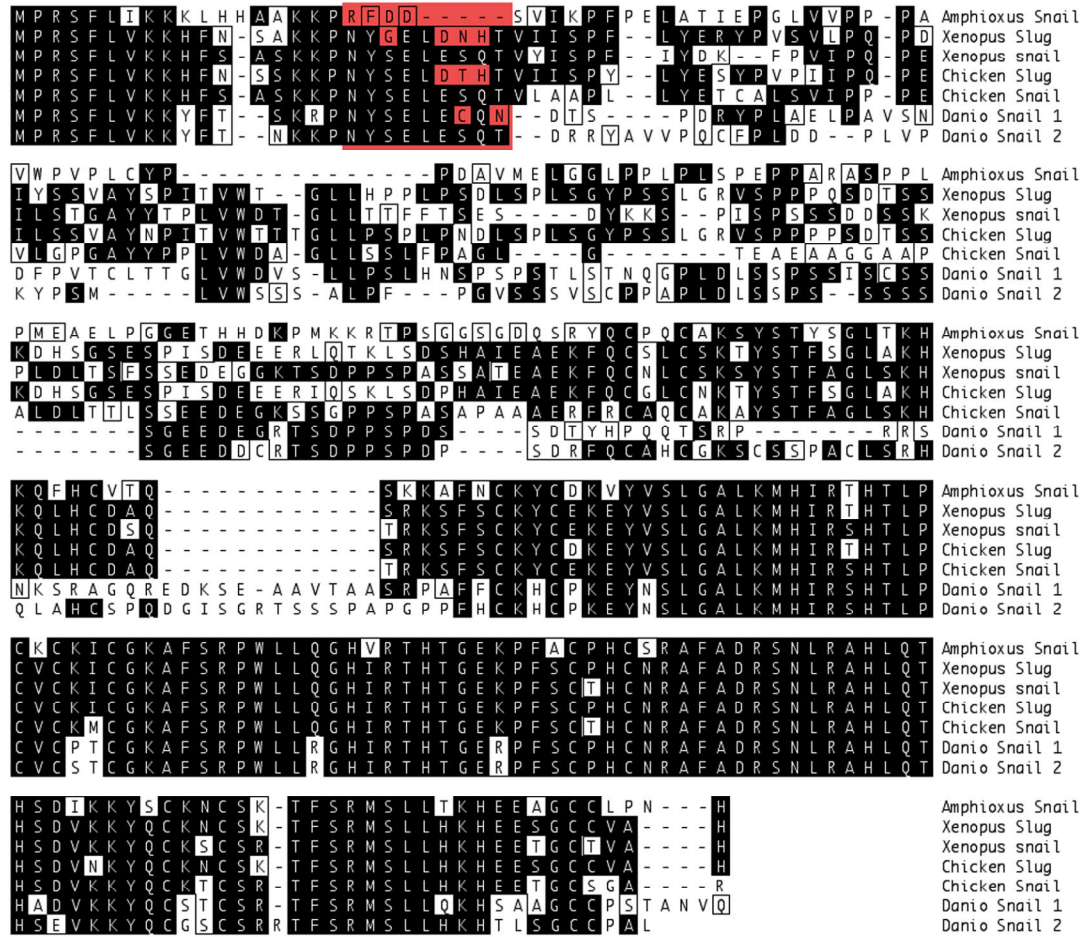 MPRSFLIKKKLHHAAKKPRFDD-----SVIKPFPELATIEPGLVVPP-PA Amphioxus Snail
MPRSFLVKKHFN-SAKKPNYGELDNHTVIISPF--LYERYPVSVLPQ-PD Xenopus Slug
MPRSFLVKKHFS-ASKKPNYSELESQTVYISPF--IYDK--FPVIPQ-PE Xenopus snail
MPRSFLVKKHFN-SSKKPNYSELDTHTVIISPY--LYESYPVPIIPQ-PE Chicken Slug
MPRSFLVKKHFS-ASKKPNYSELESQTVLAAPL--LYETCALSVIPP-PE Chicken Snail
MPRSFLVKKYFT--SKRPNYSELECQN--DTS----PDRYPLAELPAVSN Danio Snail 1
MPRSFLVKKYFT--NKKPNYSELESQT--DRRYAVVPQCFPLDD--PLVP Danio Snail 2
VWPVPLCYP--------------PDAVMELGGLPPLPLSPEPPARASPPL Amphioxus Snail
IYSSVAYSPITVWT--GLLHPPLPSDLSPLSGYPSSLGRVSPPPQSDTSS Xenopus Slug
ILSTGAYYTPLVWDT-GLLTTFFTSES----DYKKS--PISPSSSDDSSK Xenopus snail
ILSSVAYNPITVWTTTGLLPSPLPNDLSPLSGYPSSLGRVSPPPPSDTSS Chicken Slug
VLGPGAYYPPLVWDA-GLLSSLFPAGL----G-------TEAEAAGGAAP Chicken Snail
DFPVTCLTTGLVWDVS-LLPSLHNSPSPSTLSTNQGPLDLSSPSSISCSS Danio Snail 1
KYPSM-----LVWSSS-ALPF---PGVSSSVSCPPAPLDLSSPS--SSSS Danio Snail 2
PMEAELPGGETHHDKPMKKRTPSGGSGDQSRYQCPQCAKSYSTYSGLTKH Amphioxus Snail
KDHSGSESPISDEEERLQTKLSDSHAIEAEKFQCSLCSKTYSTFSGLAKH Xenopus Slug
PLDLTSFSSEDEGGKTSDPPSPASSATEAEKFQCNLCSKSYSTFAGLSKH Xenopus snail
KDHSGSESPISDEEERIQSKLSDPHAIEAEKFQCGLCNKTYSTFSGLAKH Chicken Slug
ALDLTTLSSEEDEGKSSGPPSPASAPAAAERFRCAQCAKAYSTFAGLSKH Chicken Snail
-------SGEEDEGRTSDPPSPDS----SDTYHPQQTSRP-------RRS Danio Snail 1
-------SGEEDDCRTSDPPSPDP----SDRFQCAHCGKSCSSPACLSRH Danio Snail 2
KQFHCVTQ------------SKKAFNCKYCDKVYVSLGALKMHIRTHTLP Amphioxus Snail
KQLHCDAQ------------SRKSFSCKYCEKEYVSLGALKMHIRTHTLP Xenopus Slug
KQLHCDSQ------------TRKSFSCKYCEKEYVSLGALKMHIRSHTLP Xenopus snail
KQLHCDAQ------------SRKSFSCKYCDKEYVSLGALKMHIRTHTLP Chicken Slug
KQLHCDAQ------------TRKSFSCKYCEKEYVSLGALKMHIRSHTLP Chicken Snail
NKSRAGQREDKSE-AAVTAASRPAFFCKHCPKEYNSLGALKMHIRSHTLP Danio Snail 1
QLAHCSPQDGISGRTSSSPAPGPPFHCKHCPKEYNSLGALKMHIRSHTLP Danio Snail 2
CKCKICGKAFSRPWLLQGHVRTHTGEKPFACPHCSRAFADRSNLRAHLQT Amphioxus Snail
CVCKICGKAFSRPWLLQGHIRTHTGEKPFSCPHCNRAFADRSNLRAHLQT Xenopus Slug
CVCKICGKAFSRPWLLQGHIRTHTGEKPFSCTHCNRAFADRSNLRAHLQT Xenopus snail
CVCKICGKAFSRPWLLQGHIRTHTGEKPFSCPHCNRAFADRSNLRAHLQT Chicken Slug
CVCKMCGKAFSRPWLLQGHIRTHTGEKPFSCTHCNRAFADRSNLRAHLQT Chicken Snail
CVCPTCGKAFSRPWLLRGHIRTHTGERPFSCPHCNRAFADRSNLRAHLQT Danio Snail 1
CVCSTCGKAFSRPWLLRGHIRTHTGERPFSCPHCNRAFADRSNLRAHLQT Danio Snail 2
HSDIKKYSCKNCSK-TFSRMSLLTKHEEAGCCLPN---H Amphioxus Snail
HSDVKKYQCKNCSK-TFSRMSLLHKHEESGCCVA----H Xenopus Slug
HSDVKKYQCKSCSR-TFSRMSLLHKHEETGCTVA----H Xenopus snail
HSDVNKYQCKNCSK-TFSRMSLLHKHEESGCCVA----H Chicken Slug
HSDVKKYQCKTCSR-TFSRMSLLHKHEETGCSGA----R Chicken Snail
HADVKKYQCSTCSR-TFSRMSLLQKHSAAGCCPSTANVQ Danio Snail 1
HSEVKKYQCGSCSRRTFSRMSLLHKHTLSGCCPAL Danio Snail 2